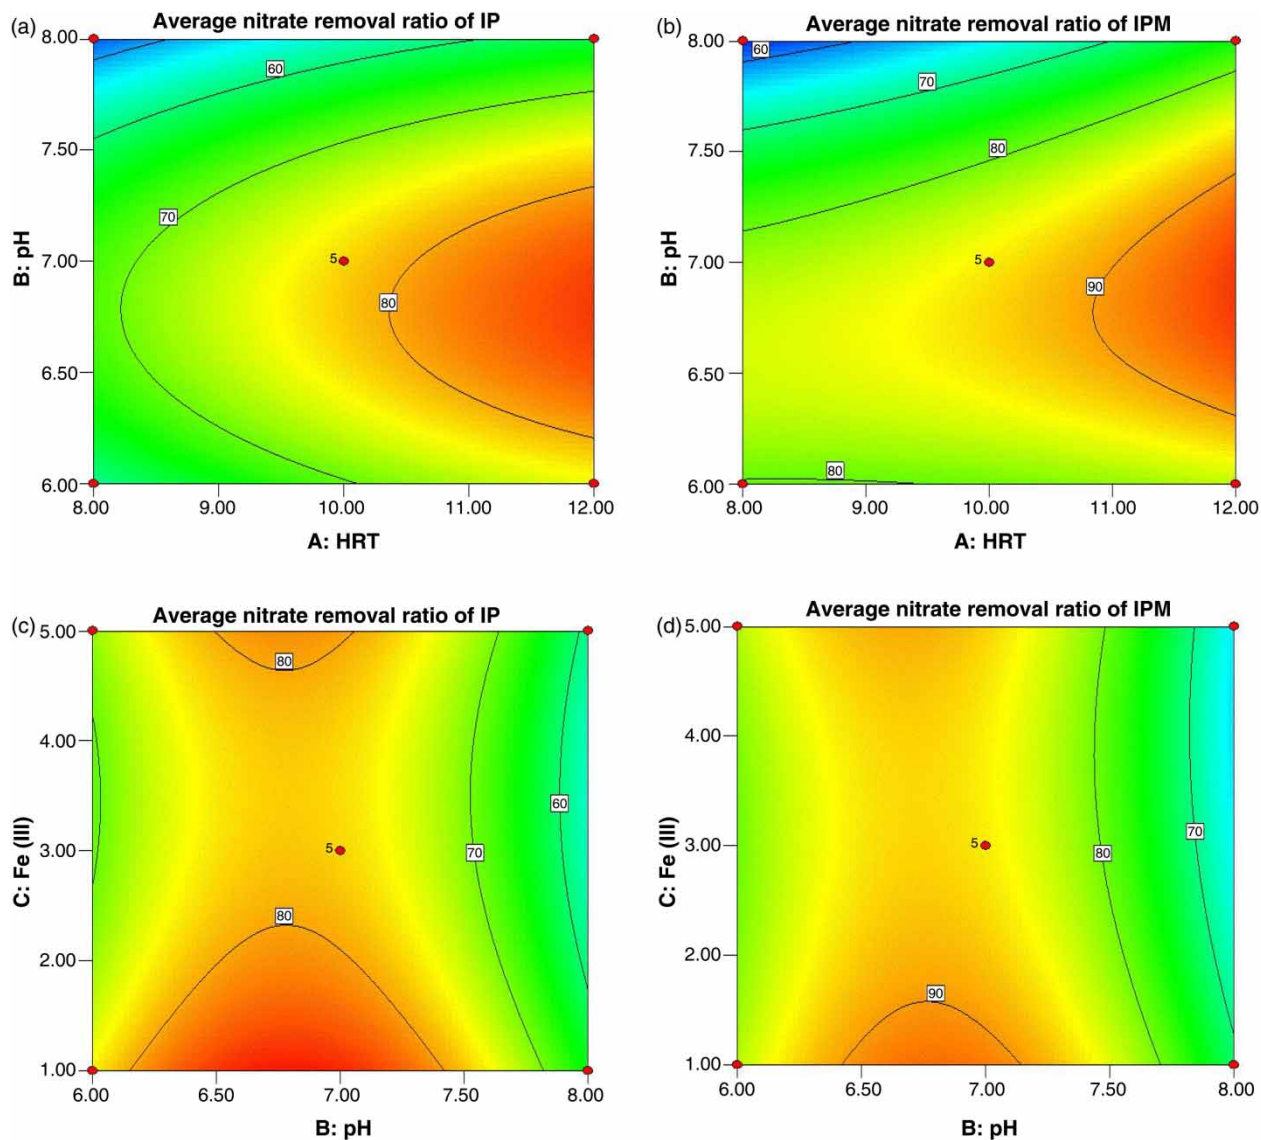 (a) Average nitrate removal ratio of IP
8.00
60
7.50
70
B: pH
7.00
5
80
6.50
6.00
8.00 9.00 10.00 11.00 12.00
A: HRT
(b) Average nitrate removal ratio of IPM
8.00
60
70
7.50
80
B: pH
7.00
5
90
6.50
80
6.00
8.00 9.00 10.00 11.00 12.00
A: HRT
(c) Average nitrate removal ratio of IP
5.00
80
4.00
60
C: Fe (III)
3.00
5
70
80
2.00
1.00
6.00 6.50 7.00 7.50 8.00
B: pH
(d) Average nitrate removal ratio of IPM
5.00
4.00
70
C: Fe (III)
3.00
5
80
2.00
90
1.00
6.00 6.50 7.00 7.50 8.00
B: pH